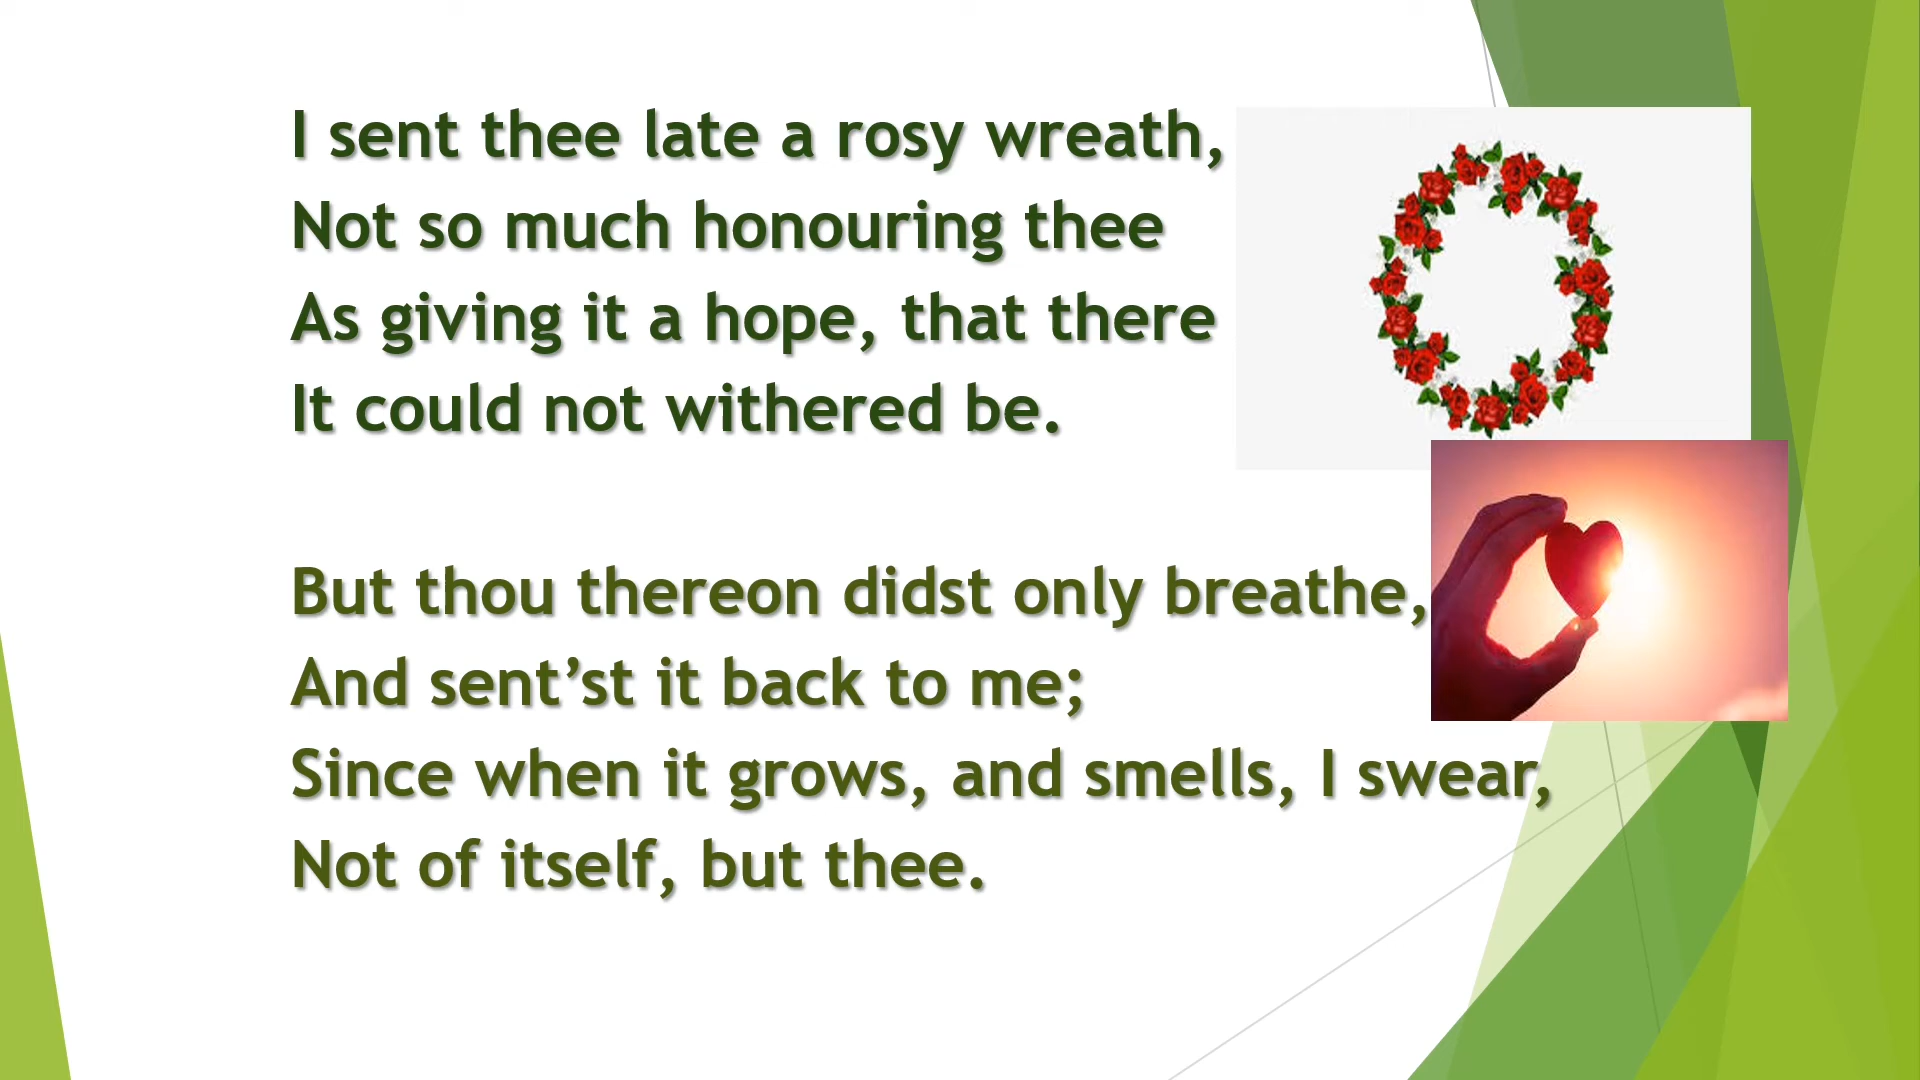 I sent thee late a rosy wreath,
Not so much honouring thee
As giving it a hope, that there
It could not withered be.
But thou thereon didst only breathe,
And sent’st it back to me;
Since when it grows, and smells, I swear,
Not of itself, but thee.